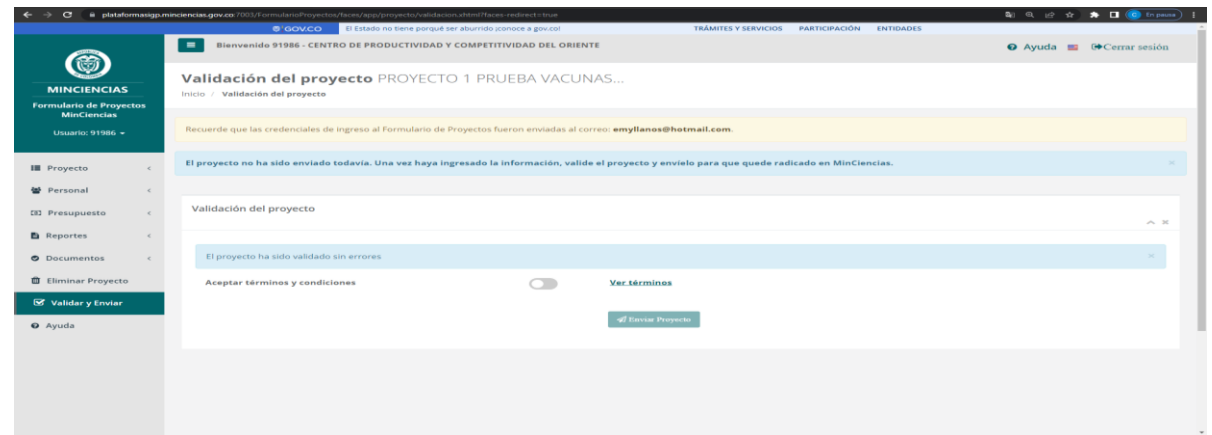 plataformasigp.minciencias.gov.co:7003/FormularioProyectos/faces/app/proyecto/validacion.xhtml?faces-redirect=true
En pausa
GOV.CO El Estado no tiene porqué ser aburrido ¡conoce a gov.co! TRÁMITES Y SERVICIOS PARTICIPACIÓN ENTIDADES
Bienvenido 91986 - CENTRO DE PRODUCTIVIDAD Y COMPETITIVIDAD DEL ORIENTE
Ayuda Cerrar sesión
MINCIENCIAS
Formulario de Proyectos
MinCiencias
Usuario: 91986
Proyecto
Personal
Presupuesto
Reportes
Documentos
Eliminar Proyecto
Validar y Enviar
Ayuda
Validación del proyecto PROYECTO 1 PRUEBA VACUNAS...
Inicio / Validación del proyecto
Recuerde que las credenciales de ingreso al Formulario de Proyectos fueron enviadas al correo: emyllanos@hotmail.com.
El proyecto no ha sido enviado todavía. Una vez haya ingresado la información, valide el proyecto y envíelo para que quede radicado en MinCiencias.
Validación del proyecto
El proyecto ha sido validado sin errores
Aceptar términos y condiciones Ver términos
Enviar Proyecto